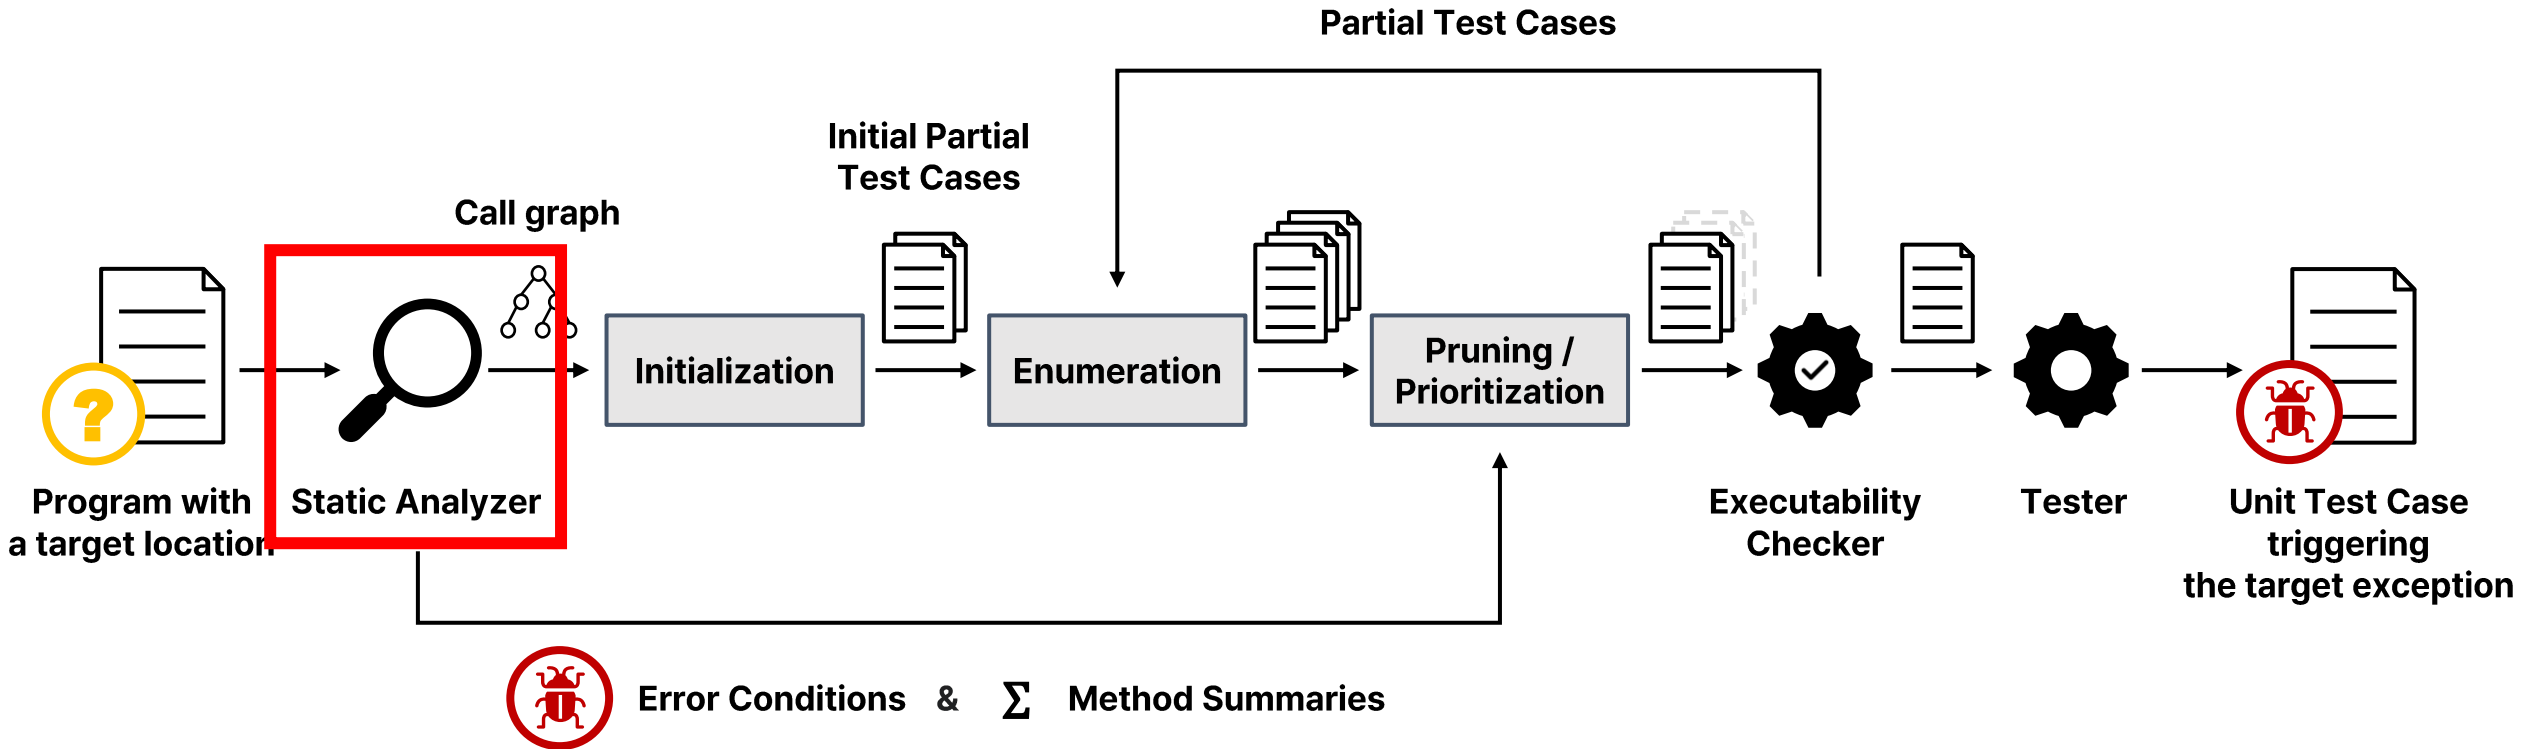 Partial Test Cases
Initial Partial
Test Cases
Call graph
?
Initialization
Enumeration
Pruning /
Prioritization
Program with
a target location
Static Analyzer
Executability
Checker
Tester
Unit Test Case
triggering
the target exception
Error Conditions & Σ Method Summaries